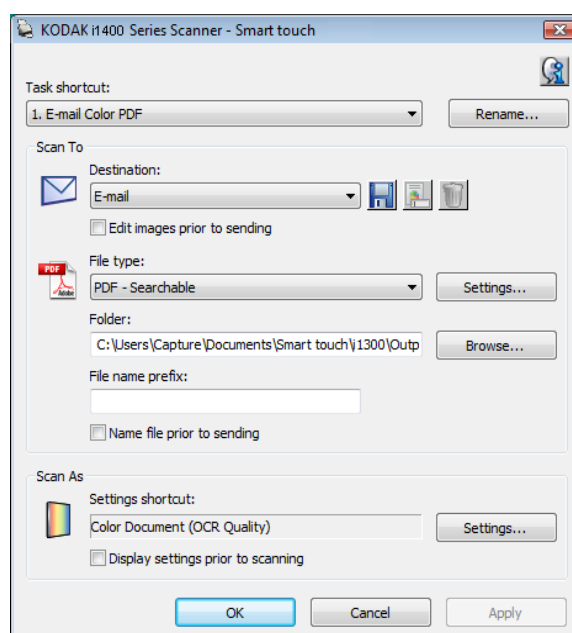 KODAK i1400 Series Scanner - Smart touch
Task shortcut:
1. E-mail Color PDF
Rename...
Scan To
Destination:
E-mail
Edit images prior to sending
File type:
PDF
Adobe
PDF - Searchable
Settings...
Folder:
C:\Users\Capture\Documents\Smart touch\i1300\Outp
Browse...
File name prefix:
Name file prior to sending
Scan As
Settings shortcut:
Color Document (OCR Quality)
Settings...
Display settings prior to scanning
OK
Cancel
Apply